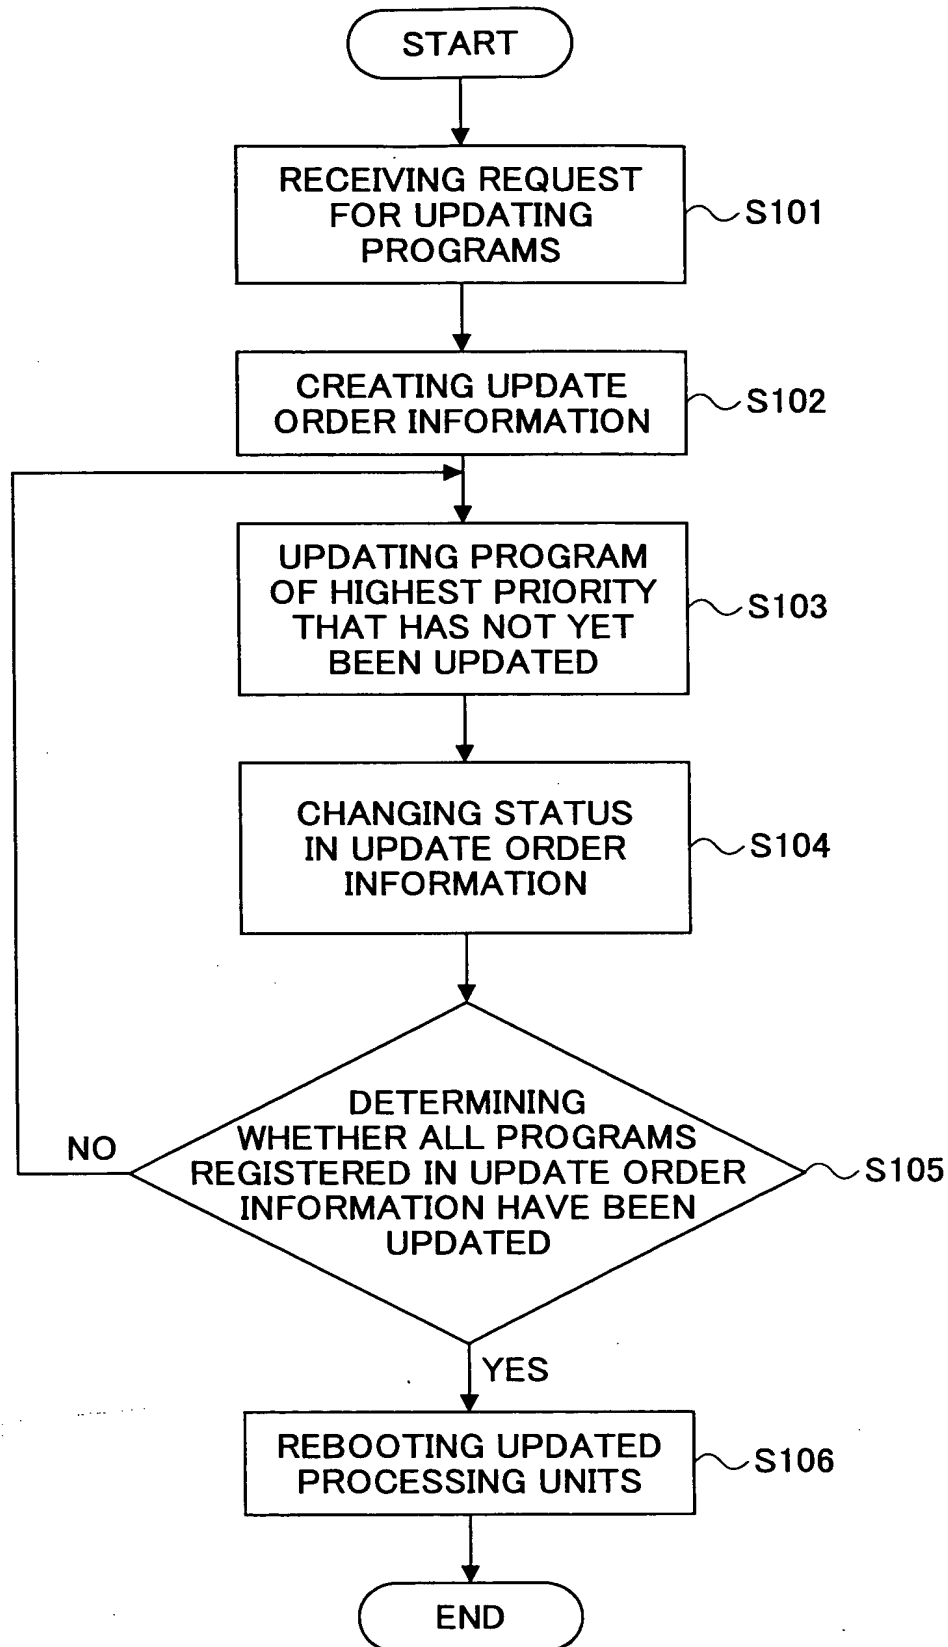 START
RECEIVING REQUEST
FOR UPDATING
PROGRAMS
S101
CREATING UPDATE
ORDER INFORMATION
S102
UPDATING PROGRAM
OF HIGHEST PRIORITY
THAT HAS NOT YET
BEEN UPDATED
S103
CHANGING STATUS
IN UPDATE ORDER
INFORMATION
S104
DETERMINING
WHETHER ALL PROGRAMS
REGISTERED IN UPDATE ORDER
INFORMATION HAVE BEEN
UPDATED
S105
NO
YES
REBOOTING UPDATED
PROCESSING UNITS
S106
END